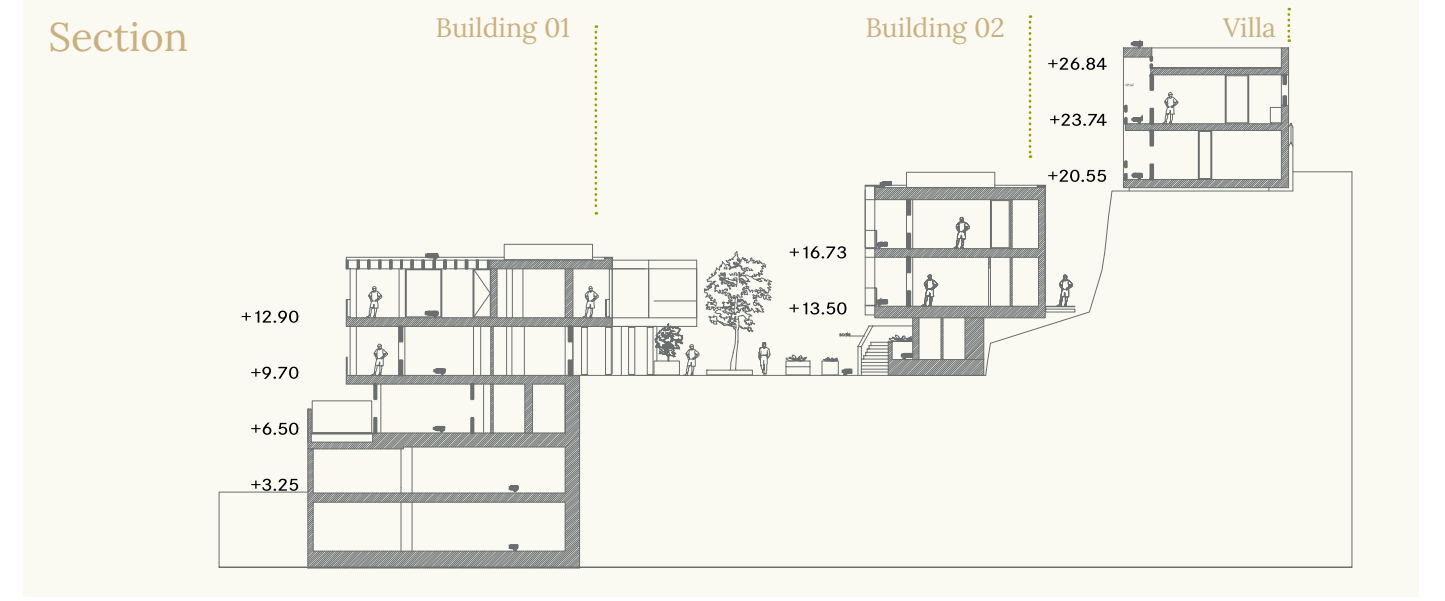 Section
Building 01
Building 02
Villa
+26.84
+23.74
+20.55
+16.73
+13.50
+12.90
+9.70
+6.50
+3.25